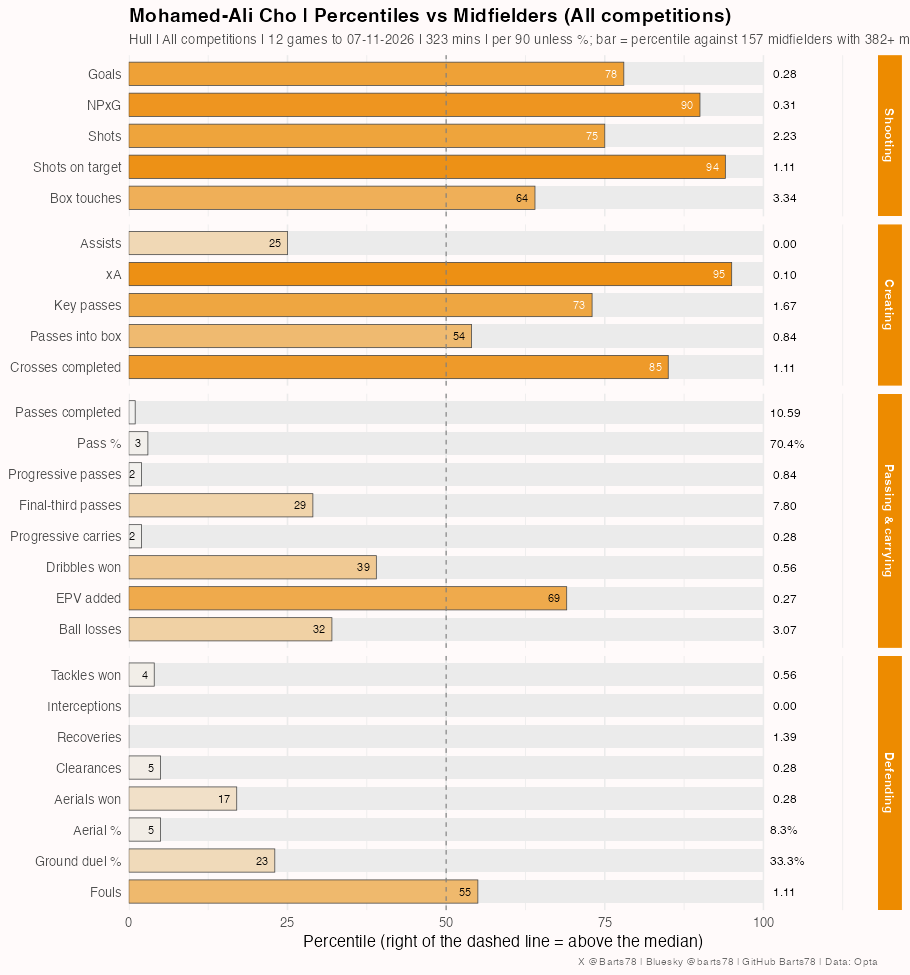 Mohamed-Ali Cho | Percentiles vs Midfielders (All competitions)
Hull | All competitions | 12 games to 07-11-2026 | 323 mins | per 90 unless %; bar = percentile against 157 midfielders with 382+ m
Goals 78 0.28
NPxG 90 0.31
Shots 75 2.23
Shots on target 94 1.11
Box touches 64 3.34
Shooting
Assists 25 0.00
xA 95 0.10
Key passes 73 1.67
Passes into box 54 0.84
Crosses completed 85 1.11
Creating
Passes completed 10.59
Pass % 3 70.4%
Progressive passes 2 0.84
Final-third passes 29 7.80
Progressive carries 2 0.28
Dribbles won 39 0.56
EPV added 69 0.27
Ball losses 32 3.07
Passing & carrying
Tackles won 4 0.56
Interceptions 0.00
Recoveries 1.39
Clearances 5 0.28
Aerials won 17 0.28
Aerial % 5 8.3%
Ground duel % 23 33.3%
Fouls 55 1.11
Defending
0 25 50 75 100
Percentile (right of the dashed line = above the median)
X @Barts78 | Bluesky @barts78 | GitHub Barts78 | Data: Opta